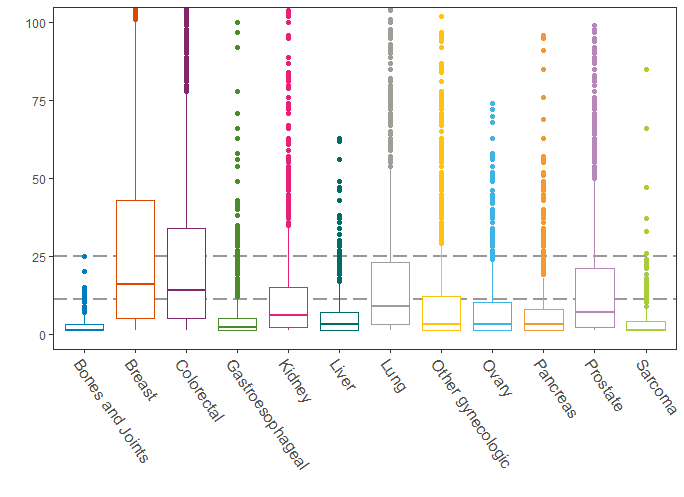 100
75
50
25
0
Bones and Joints
Breast
Colorectal
Gastroesophageal
Kidney
Liver
Lung
Other gynecologic
Ovary
Pancreas
Prostate
Sarcoma